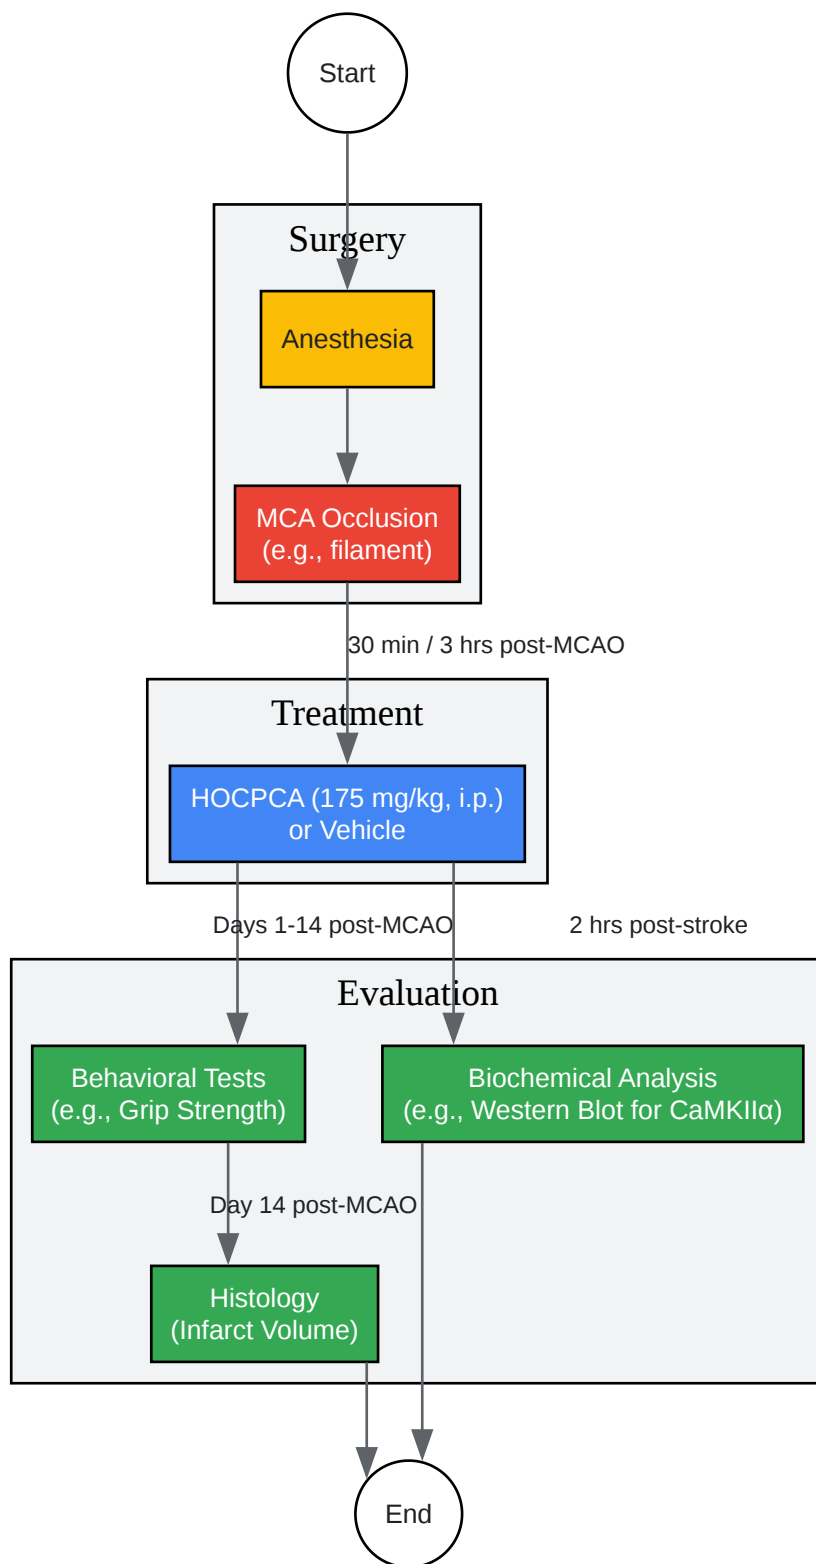 Start
Surgery
Anesthesia
MCA Occlusion
(e.g., filament)
30 min / 3 hrs post-MCAO
Treatment
HOCPCA (175 mg/kg, i.p.)
or Vehicle
Days 1-14 post-MCAO
2 hrs post-stroke
Evaluation
Behavioral Tests
(e.g., Grip Strength)
Biochemical Analysis
(e.g., Western Blot for CaMKIIα)
Day 14 post-MCAO
Histology
(Infarct Volume)
End